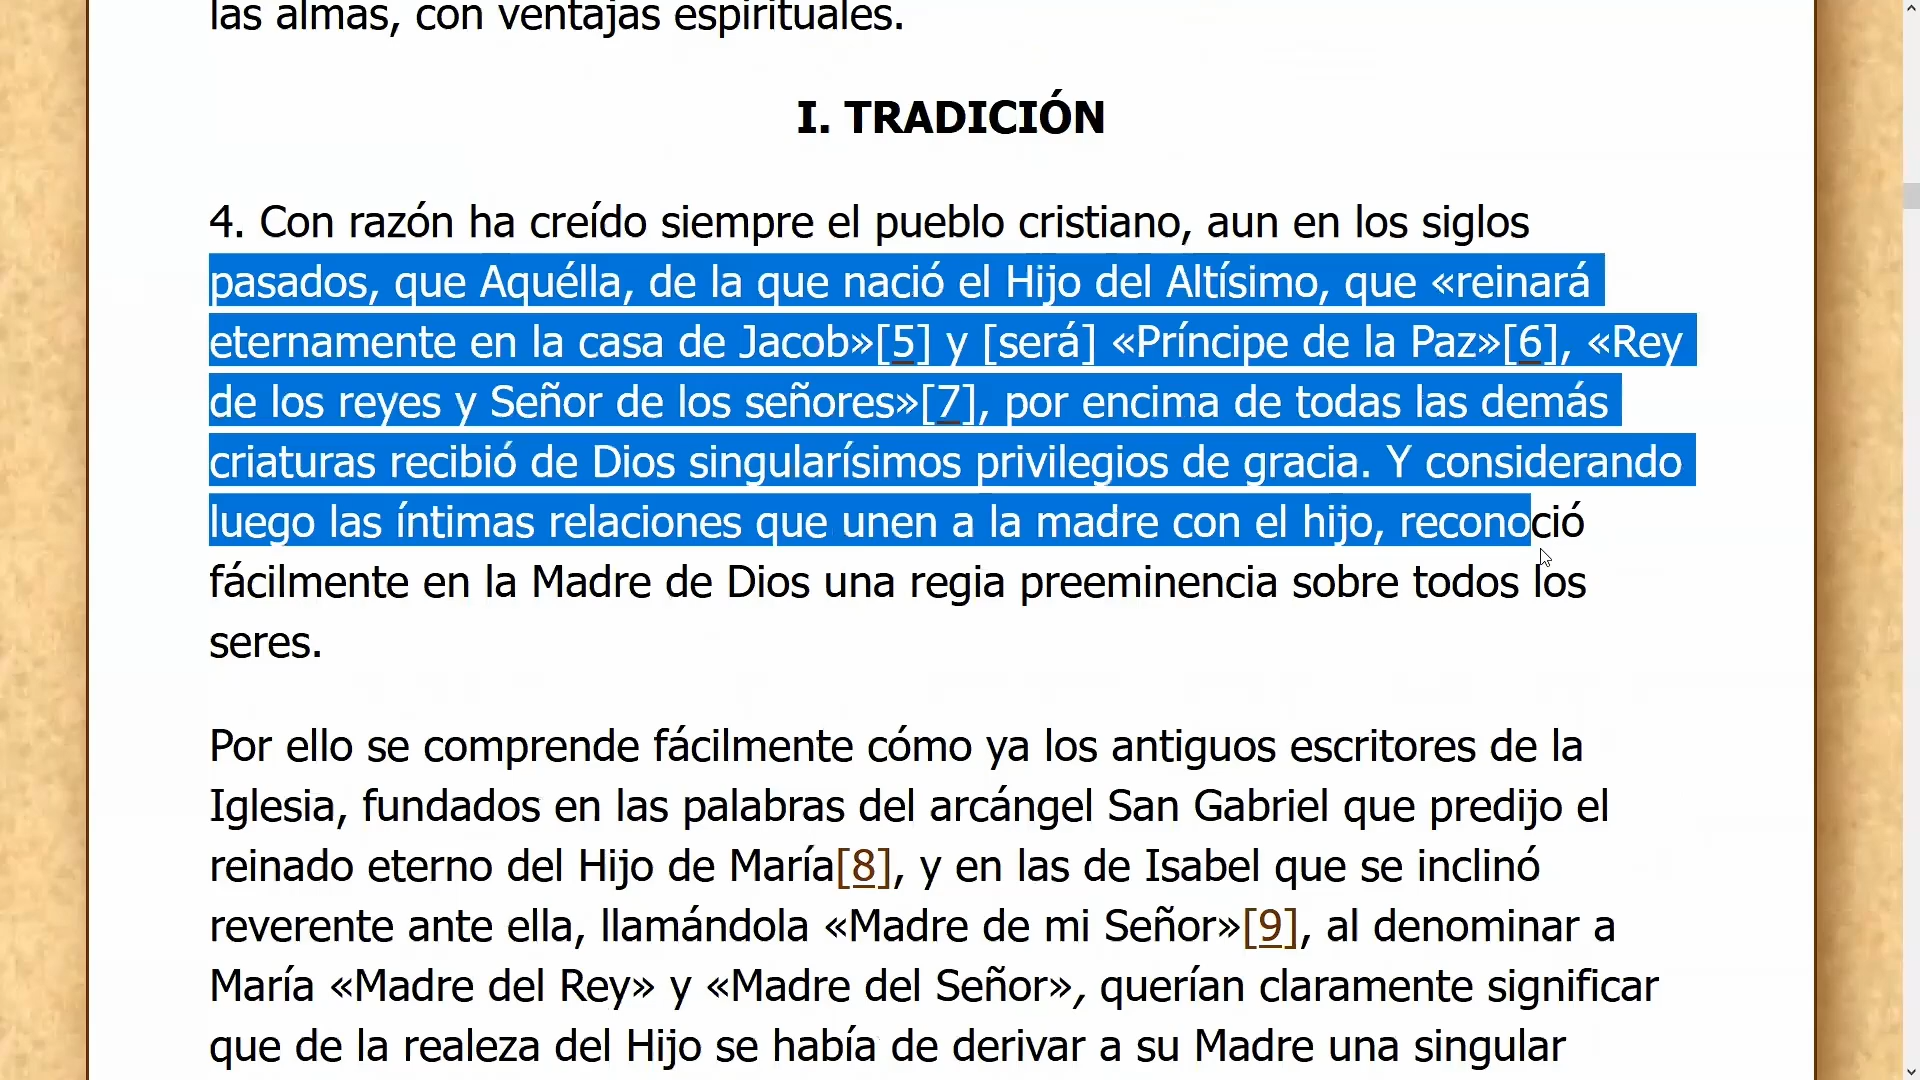 las almas, con ventajas espirituales.
I. TRADICIÓN
4. Con razón ha creído siempre el pueblo cristiano, aun en los siglos
pasados, que Aquélla, de la que nació el Hijo del Altísimo, que «reinará
eternamente en la casa de Jacob»[5] y [será] «Príncipe de la Paz»[6], «Rey
de los reyes y Señor de los señores»[7], por encima de todas las demás
criaturas recibió de Dios singularísimos privilegios de gracia. Y considerando
luego las íntimas relaciones que unen a la madre con el hijo, reconoció
fácilmente en la Madre de Dios una regia preeminencia sobre todos los
seres.
Por ello se comprende fácilmente cómo ya los antiguos escritores de la
Iglesia, fundados en las palabras del arcángel San Gabriel que predijo el
reinado eterno del Hijo de María[8], y en las de Isabel que se inclinó
reverente ante ella, llamándola «Madre de mi Señor»[9], al denominar a
María «Madre del Rey» y «Madre del Señor», querían claramente significar
que de la realeza del Hijo se había de derivar a su Madre una singular